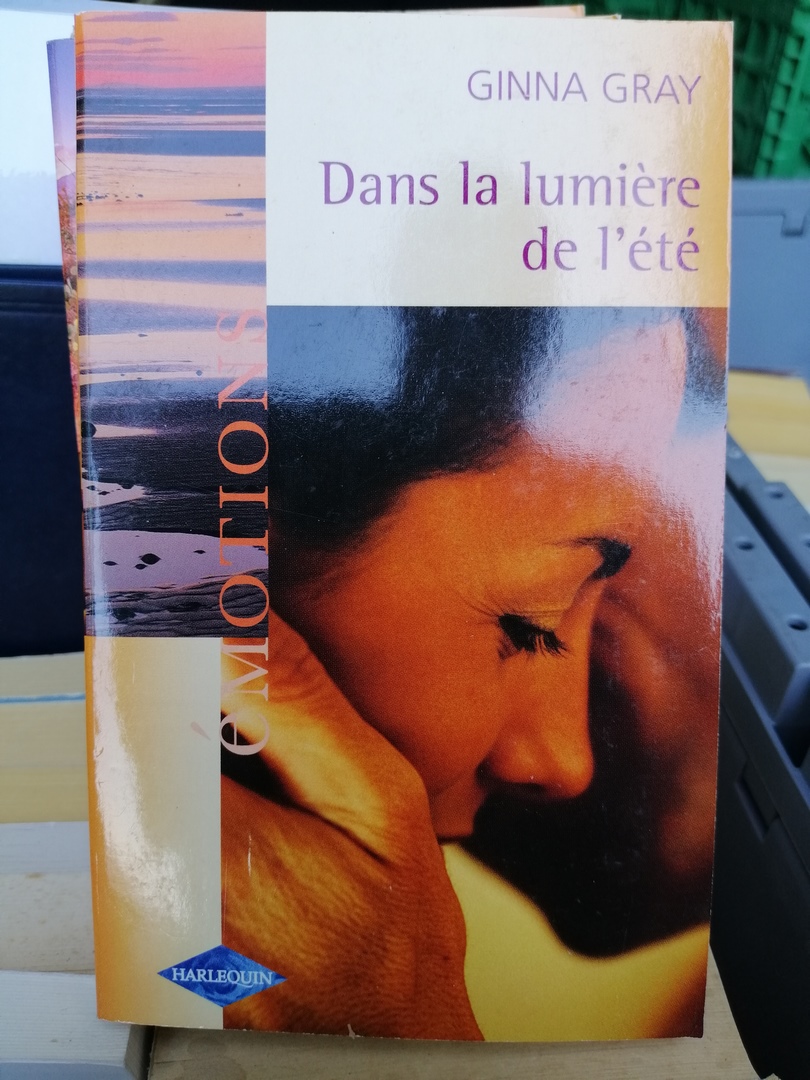 GINNA GRAY
Dans la lumière
de l'été
éMOTIONS
HARLEQUIN